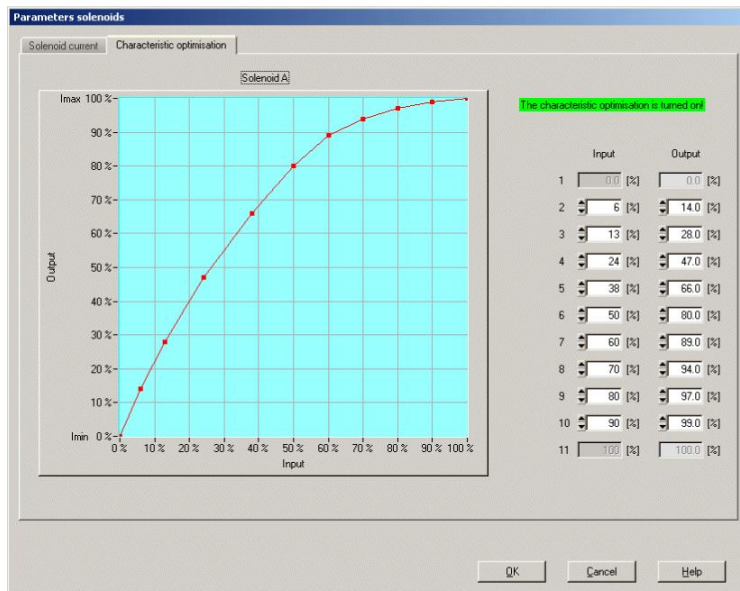 Parameters solenoids
Solenoid current
Characteristic optimisation
Solenoid A
Imax 100 %
90 %
80 %
70 %
60 %
50 %
40 %
30 %
20 %
10 %
Imin 0 %
Output
0 % 10 % 20 % 30 % 40 % 50 % 60 % 70 % 80 % 90 % 100 %
Input
The characteristic optimisation is turned on!
Input Output
1 0.0 [%] 0.0 [%]
2 6 [%] 14.0 [%]
3 13 [%] 28.0 [%]
4 24 [%] 47.0 [%]
5 38 [%] 66.0 [%]
6 50 [%] 80.0 [%]
7 60 [%] 89.0 [%]
8 70 [%] 94.0 [%]
9 80 [%] 97.0 [%]
10 90 [%] 99.0 [%]
11 100 [%] 100.0 [%]
OK Cancel Help